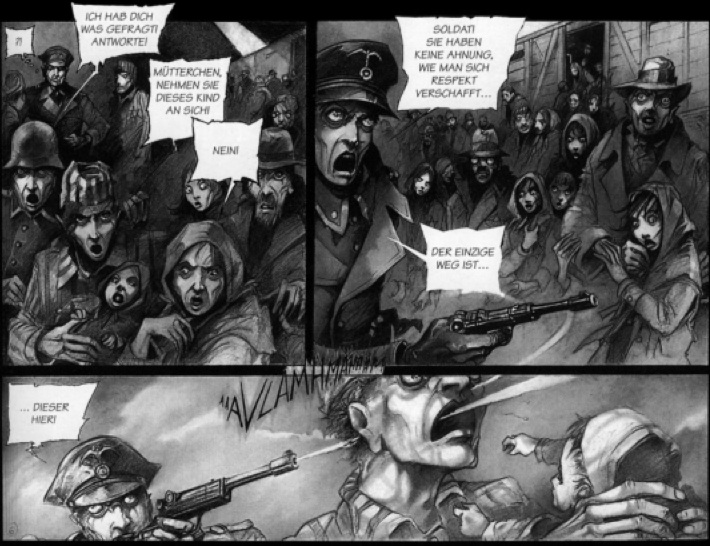 ?!
ICH HAB DICH
WAS GEFRAGT!
ANTWORTE!
MÜTTERCHEN,
NEHMEN SIE
DIESES KIND
AN SICH!
NEIN!
SOLDAT!
SIE HABEN
KEINE AHNUNG,
WIE MAN SICH
RESPEKT
VERSCHAFFT...
DER EINZIGE
WEG IST...
... DIESER
HIER!